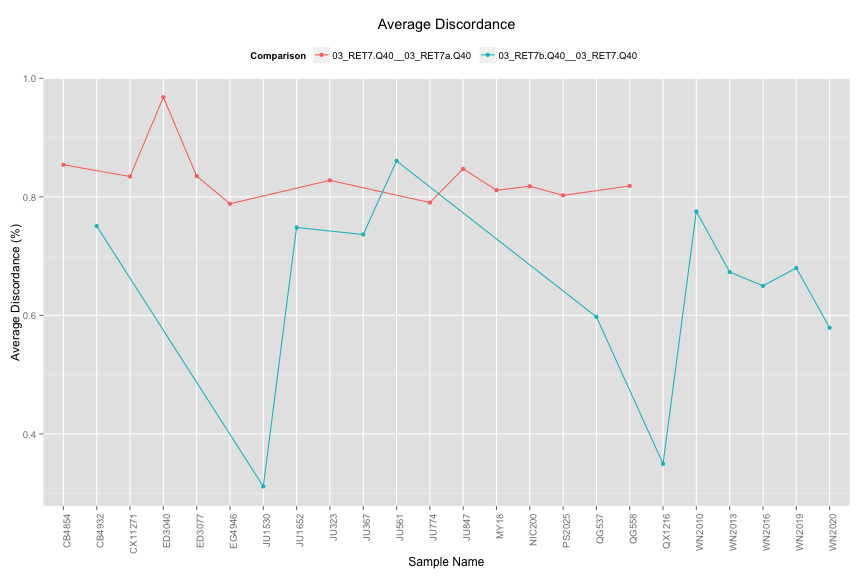 Average Discordance
Comparison 03_RET7.Q40__03_RET7a.Q40 03_RET7b.Q40__03_RET7.Q40
Average Discordance (%)
1.0
0.8
0.6
0.4
CB4854
CB4932
CX11271
ED3040
ED3077
EG4946
JU1530
JU1652
JU323
JU367
JU561
JU774
JU847
MY18
NIC200
PS2025
QG537
QG558
QX1216
WN2010
WN2013
WN2016
WN2019
WN2020
Sample Name